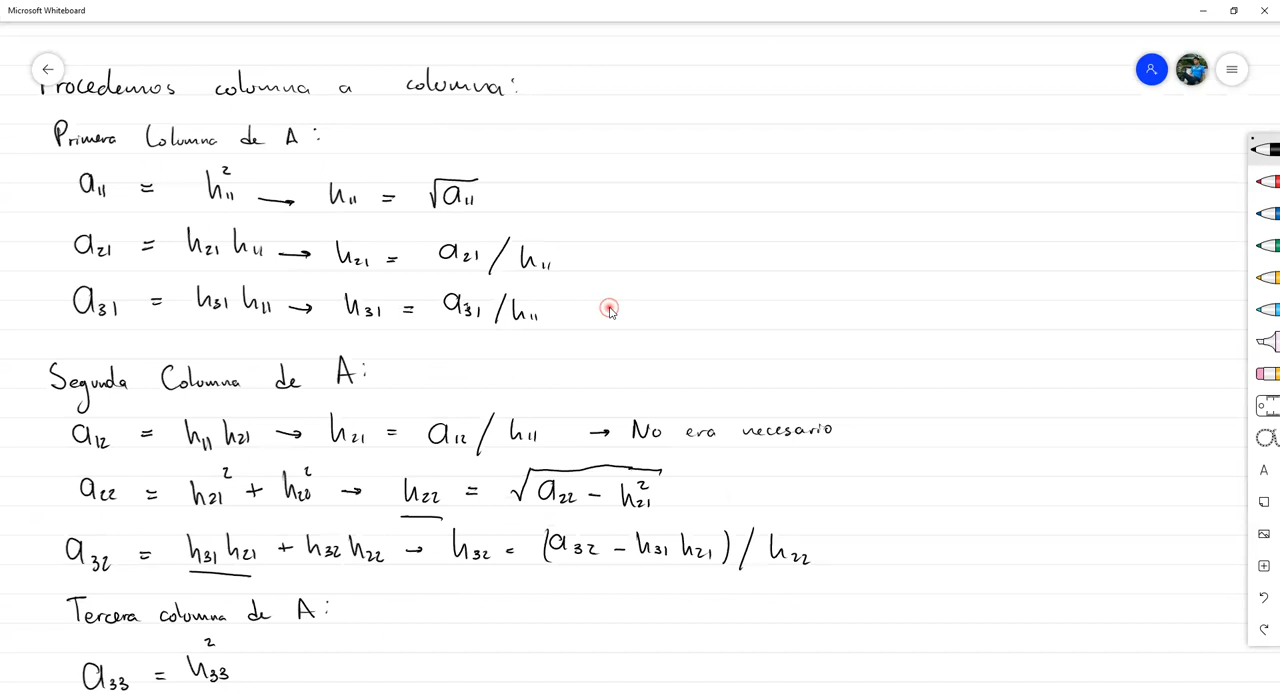 Microsoft Whiteboard
Procedemos columna a columna:
Primera Columna de A:
a₁₁ = h₁₁² → h₁₁ = √a₁₁
a₂₁ = h₂₁ h₁₁ → h₂₁ = a₂₁ / h₁₁
a₃₁ = h₃₁ h₁₁ → h₃₁ = a₃₁ / h₁₁
Segunda Columna de A:
a₁₂ = h₁₁ h₂₁ → h₂₁ = a₁₂ / h₁₁ → No era necesario
a₂₂ = h₂₁² + h₂₂² → h₂₂ = √(a₂₂ - h₂₁²)
a₃₂ = h₃₁ h₂₁ + h₃₂ h₂₂ → h₃₂ = (a₃₂ - h₃₁ h₂₁) / h₂₂
Tercera columna de A:
a₃₃ = h₃₃²